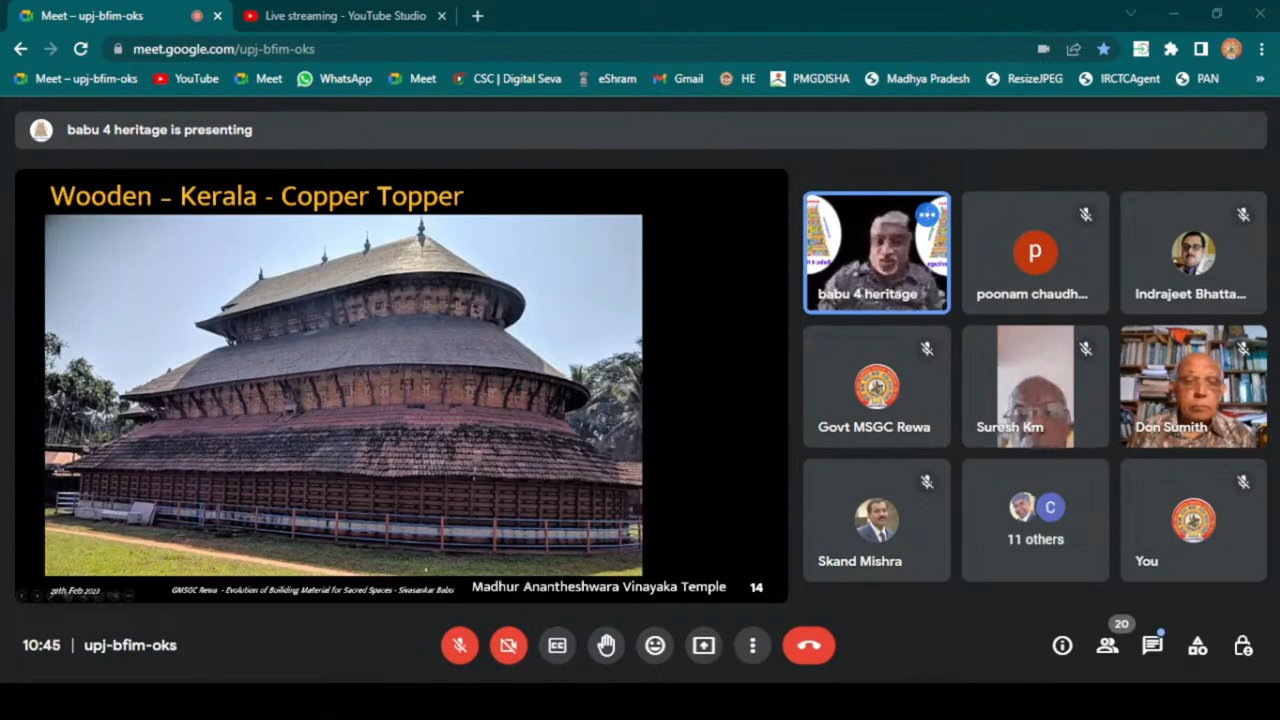 Meet – upj-bfim-oks
Live streaming - YouTube Studio
meet.google.com/upj-bfim-oks
Meet – upj-bfim-oks
YouTube
Meet
WhatsApp
Meet
CSC | Digital Seva
eShram
Gmail
HE
PMGDISHA
Madhya Pradesh
ResizeJPEG
IRCTCAgent
PAN
»
babu 4 heritage is presenting
Wooden – Kerala - Copper Topper
28th Feb 2023
GMSGC Rewa - Evolution of Building Material for Sacred Spaces - Sivasankar Babu
Madhur Anantheshwara Vinayaka Temple
14
babu 4 heritage
p
poonam chaudh...
Indrajeet Bhatta...
Govt MSGC Rewa
Suresh Km
Don Sumith
Skand Mishra
C
11 others
You
10:45 | upj-bfim-oks
CC
20